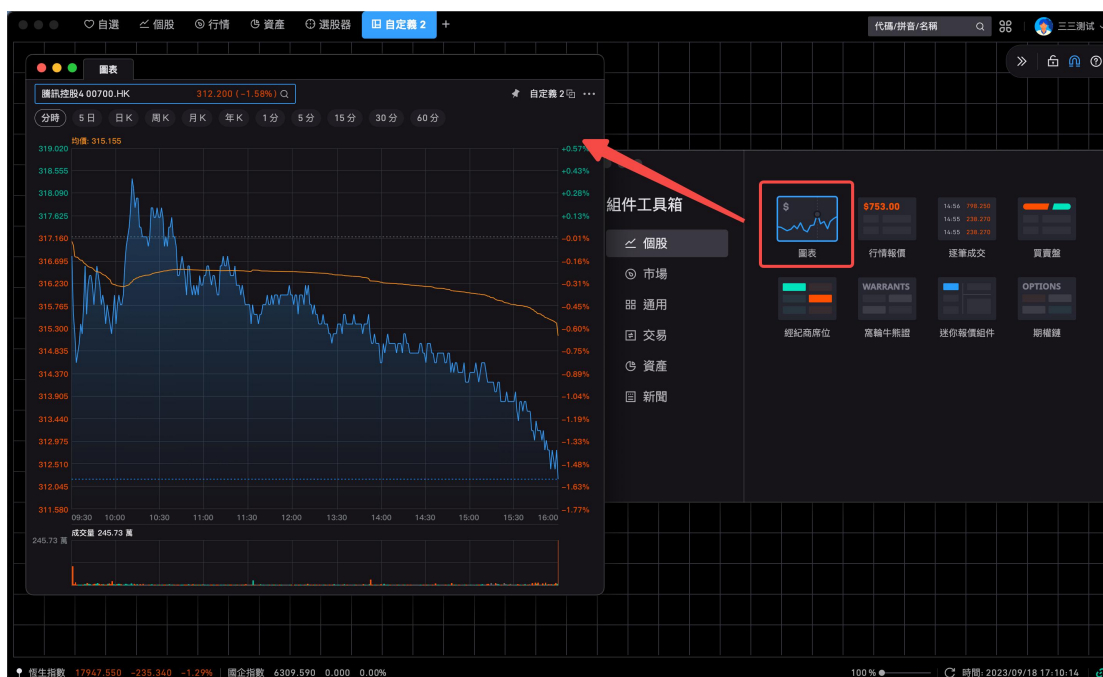 自選 個股 行情 資產 選股器 自定義 2 +
代碼/拼音/名稱
三三测试
圖表
騰訊控股4 00700.HK 312.200 (-1.58%)
自定義 2
分時 5日 日K 周K 月K 年K 1分 5分 15分 30分 60分
均價: 315.155
319.020 +0.57%
318.555 +0.43%
318.090 +0.28%
317.625 +0.13%
317.160 -0.01%
316.695 -0.16%
316.230 -0.31%
315.765 -0.45%
315.300 -0.60%
314.835 -0.75%
314.370 -0.89%
313.905 -1.04%
313.440 -1.19%
312.975 -1.33%
312.510 -1.48%
312.045 -1.63%
311.580 -1.77%
09:30 10:00 10:30 11:00 11:30 12:00 13:30 14:00 14:30 15:00 15:30 16:00
成交量 245.73 萬
245.73 萬
組件工具箱
個股
市場
通用
交易
資產
新聞
$
圖表
$753.00
行情報價
14:56 798.250
14:55 238.270
14:55 238.270
逐筆成交
買賣盤
經紀商席位
WARRANTS
窩輪牛熊證
迷你報價組件
OPTIONS
期權鏈
恆生指數 17947.550 -235.340 -1.29% 國企指數 6309.590 0.000 0.00%
100% 時間: 2023/09/18 17:10:14